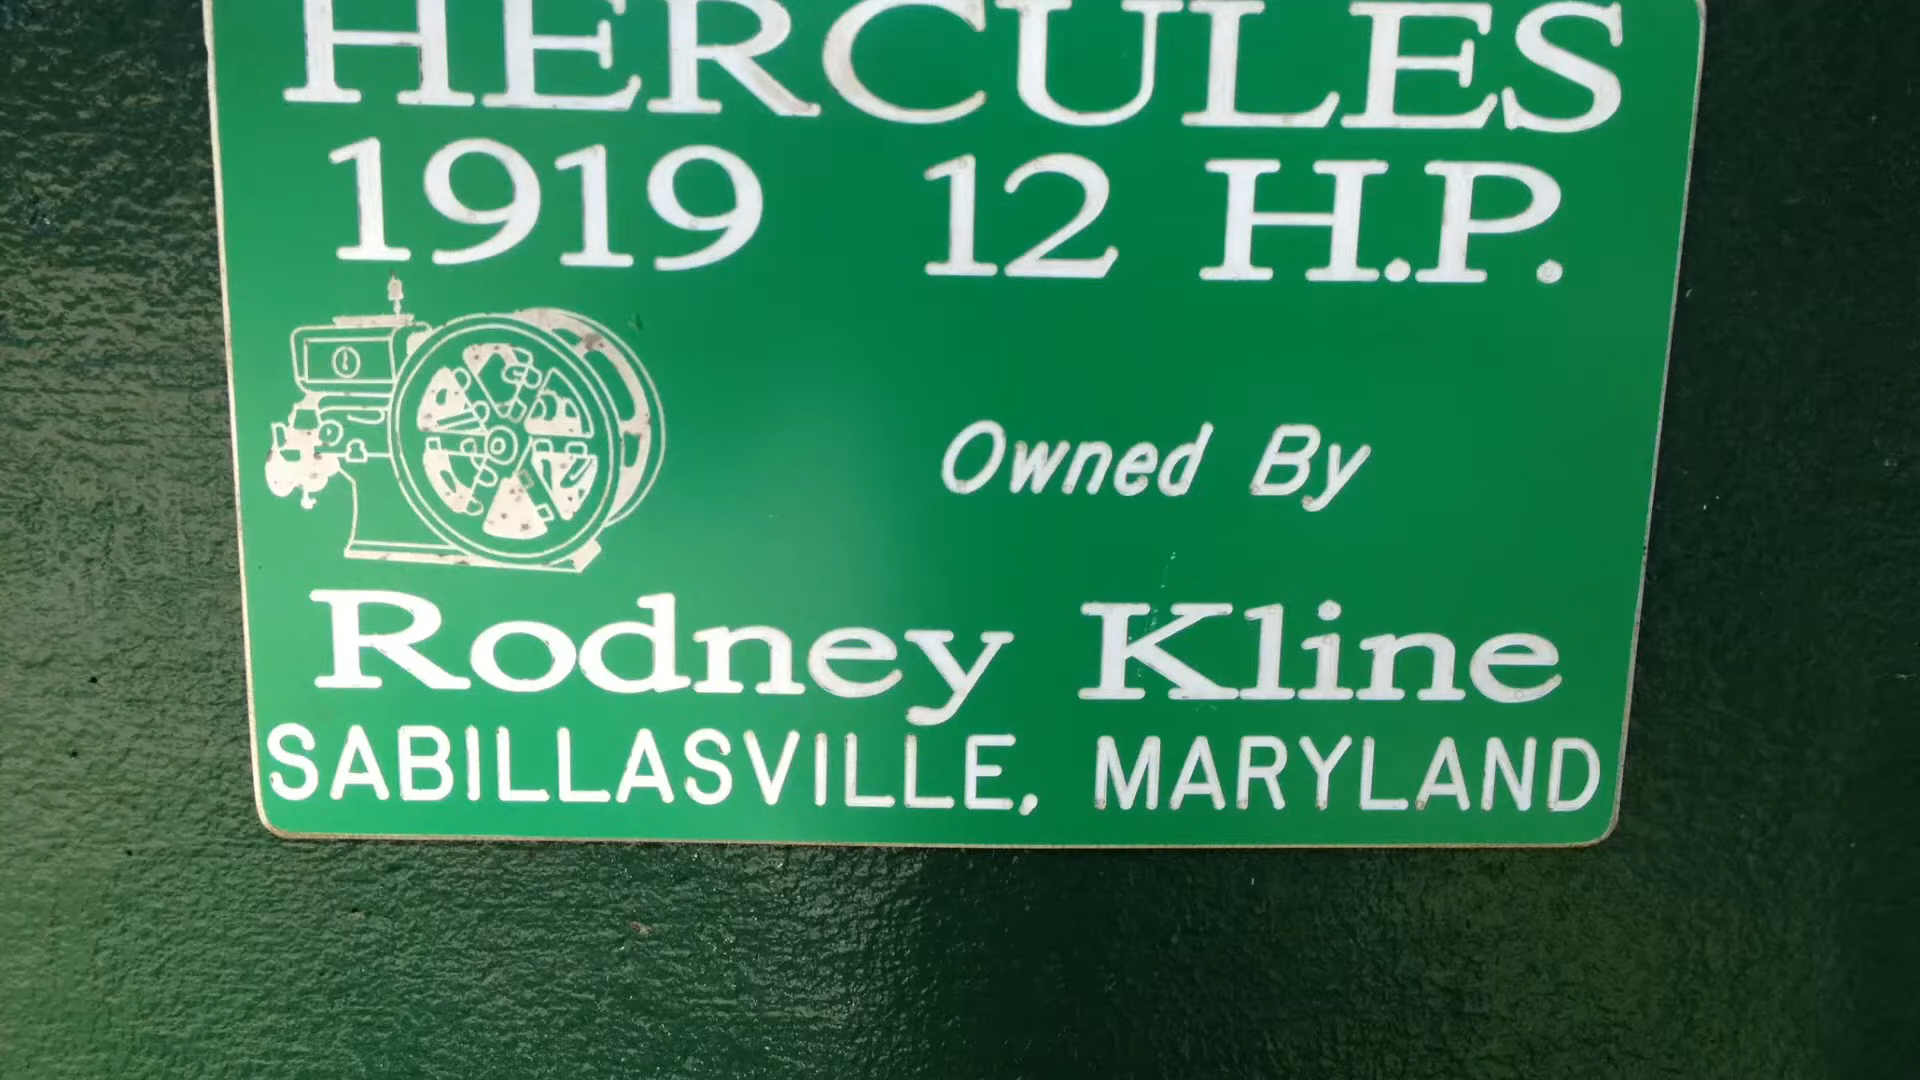 HERCULES
1919 12 H.P.
Owned By
Rodney Kline
SABILLASVILLE, MARYLAND